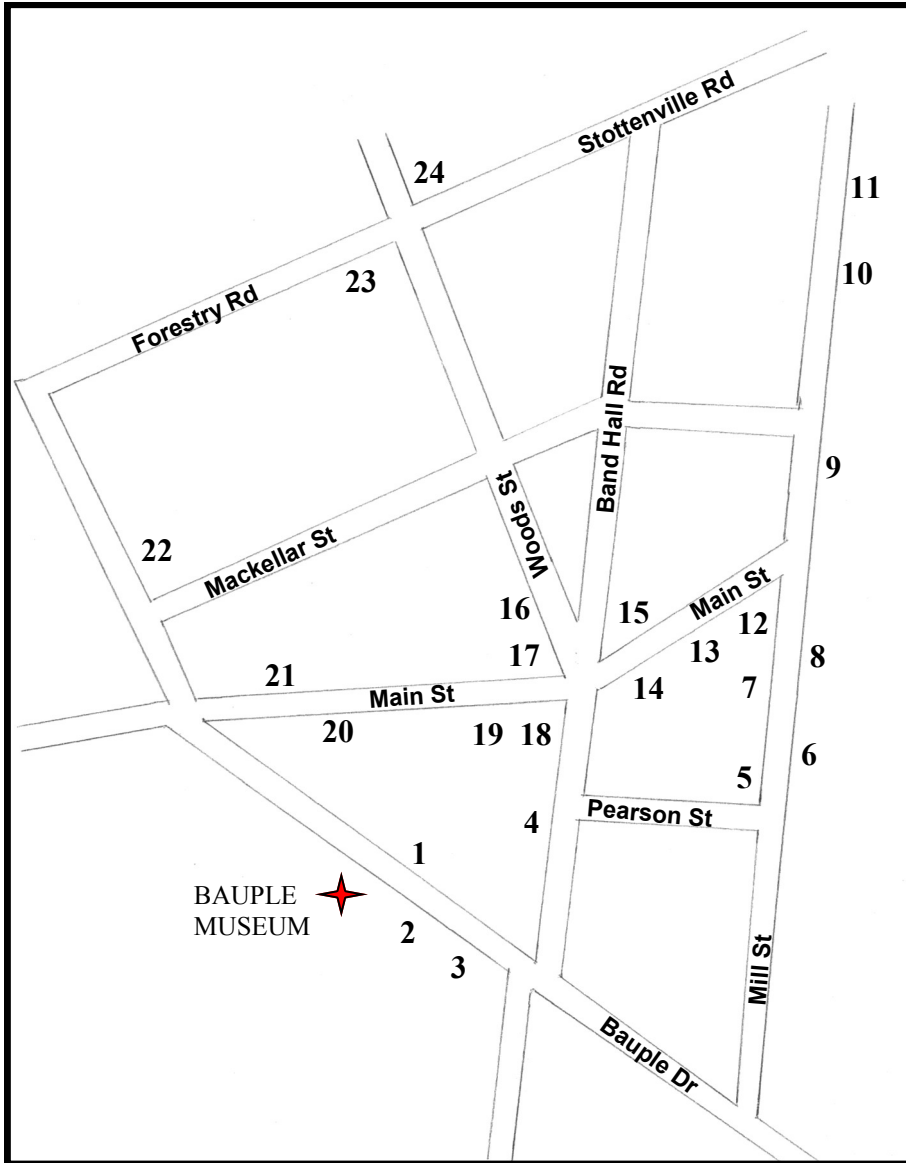 Stottenville Rd
24
11
10
23
Forestry Rd
Band Hall Rd
9
Woods St
22
Mackellar St
Main St
16
15
12
13
17
8
21
14
7
Main St
20
19
18
6
5
Pearson St
4
1
BAUPLE
MUSEUM
2
3
Mill St
Bauple Dr